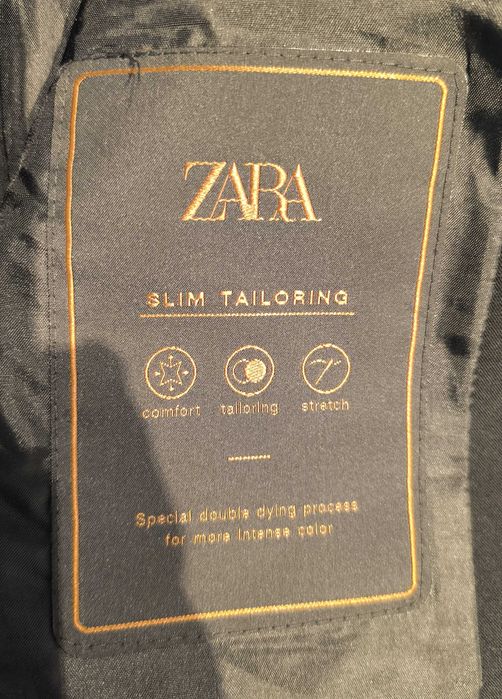 ZARA
SLIM TAILORING
comfort tailoring stretch
Special double dying process
for more intense color